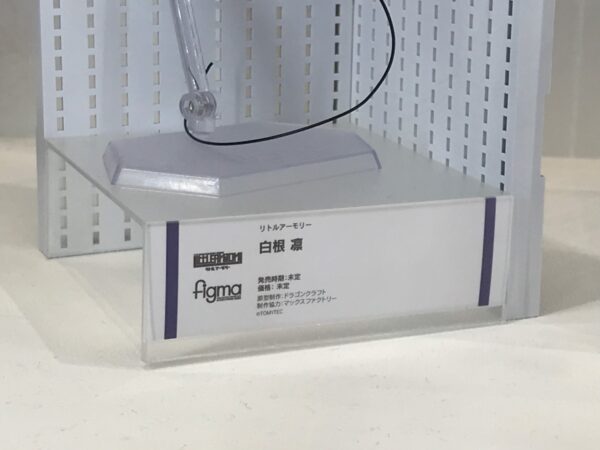 リトルアーモリー
白根 凛
figma
発売時期：未定
価格： 未定
原型制作：ドラゴンクラフト
制作協力：マックスファクトリー
©TOMYTEC